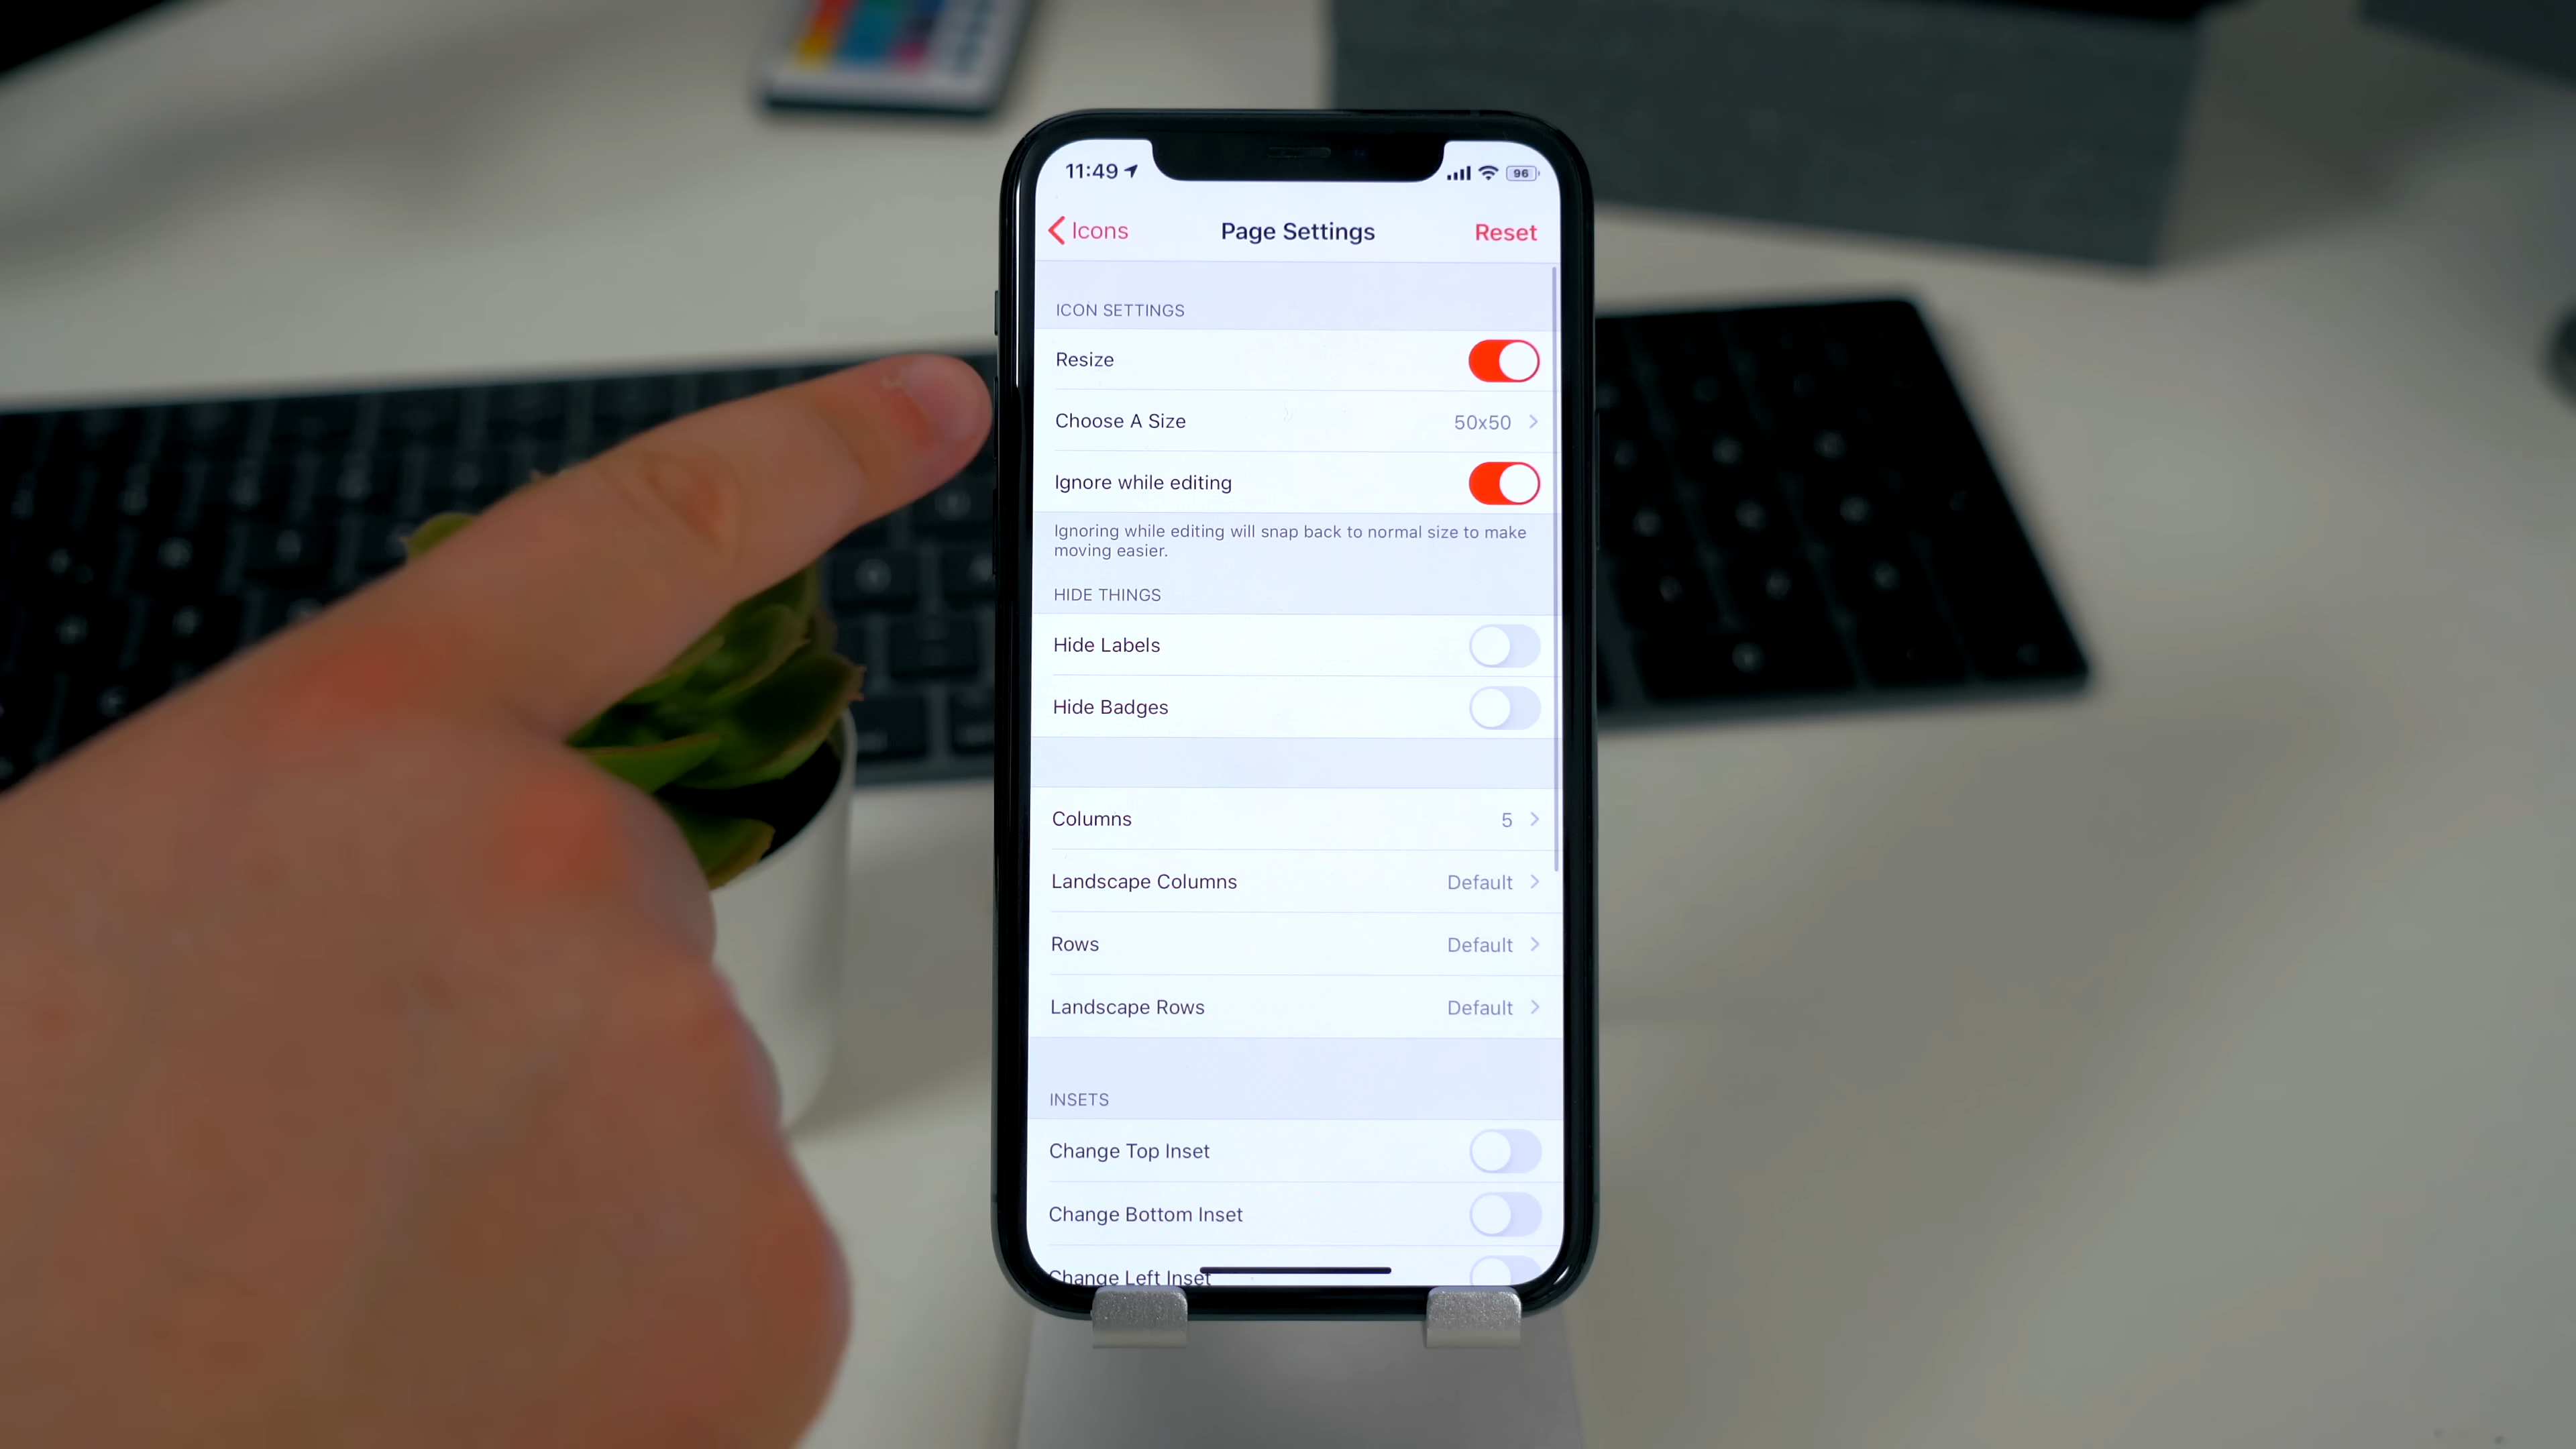 11:49
96
Icons
Page Settings
Reset
ICON SETTINGS
Resize
Choose A Size
50x50
Ignore while editing
Ignoring while editing will snap back to normal size to make
moving easier.
HIDE THINGS
Hide Labels
Hide Badges
Columns
5
Landscape Columns
Default
Rows
Default
Landscape Rows
Default
INSETS
Change Top Inset
Change Bottom Inset
Change Left Inset